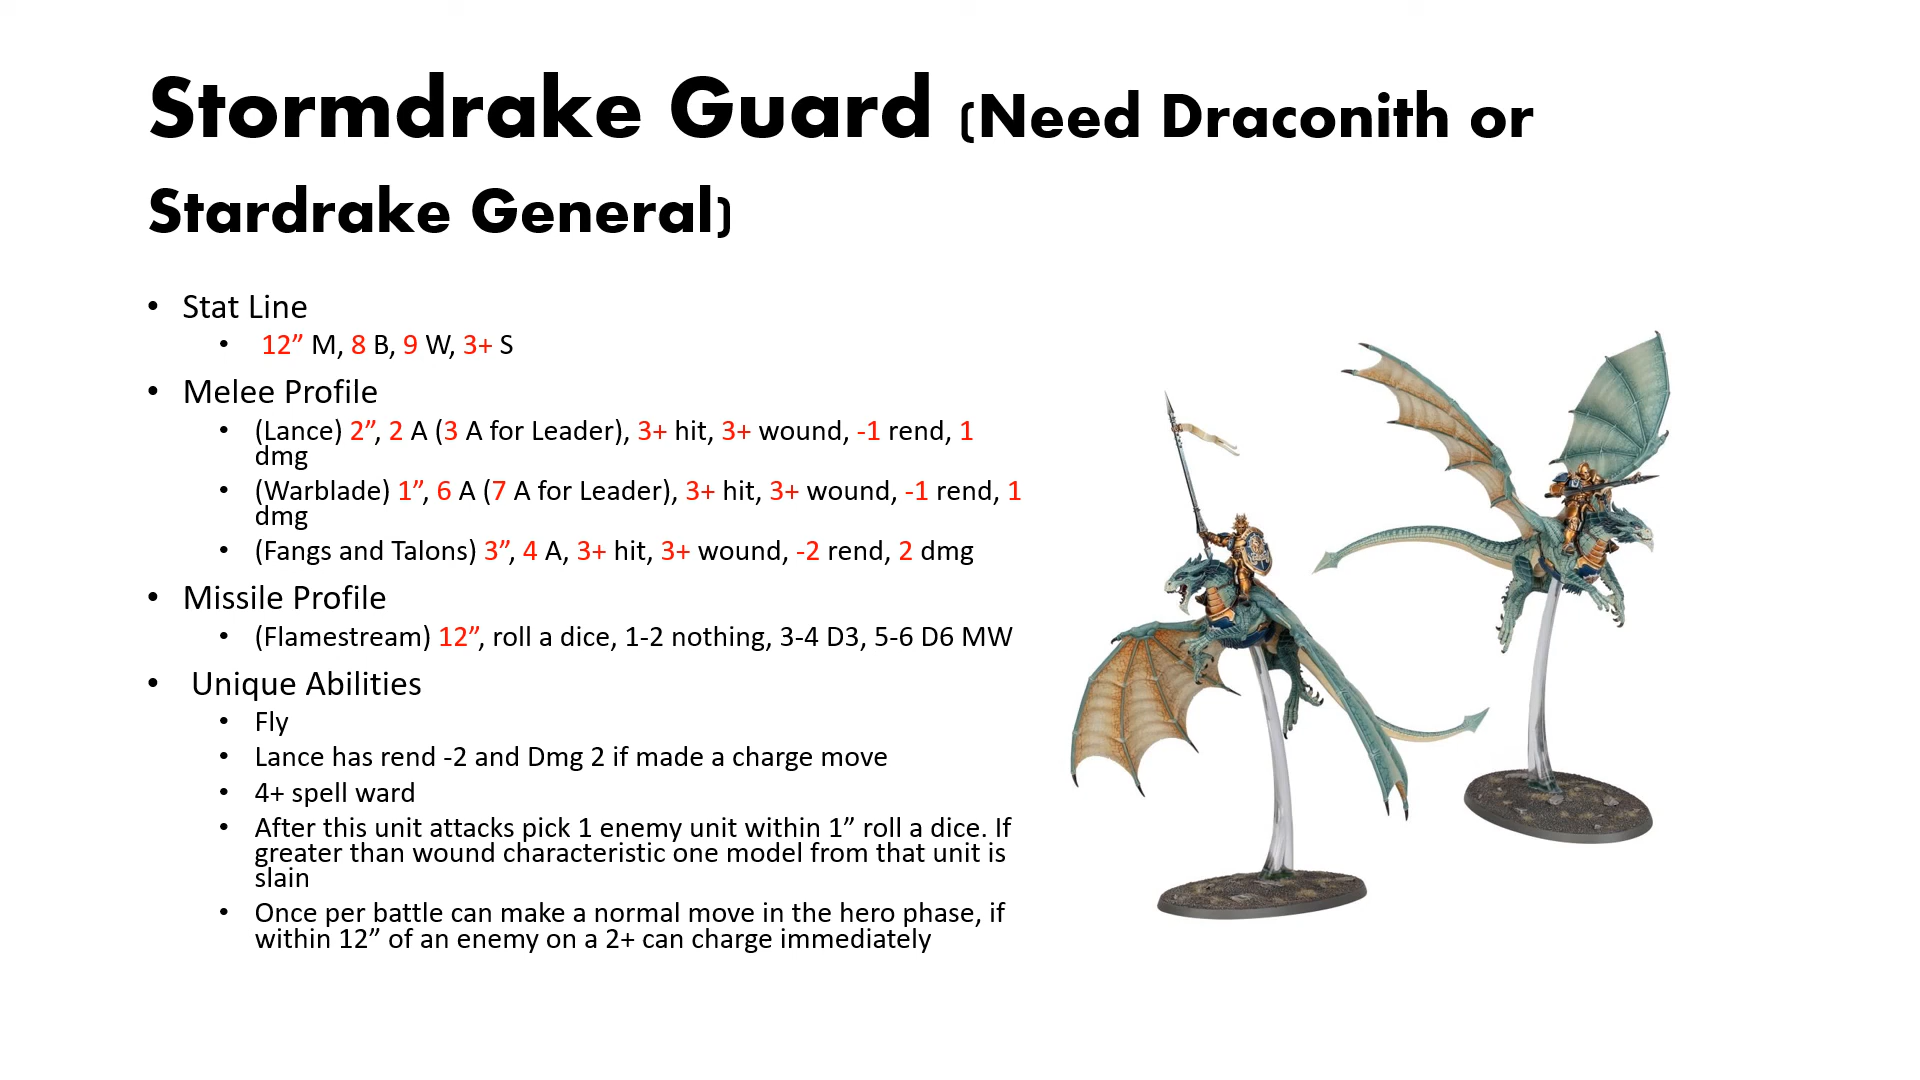 Stormdrake Guard (Need Draconith or
Stardrake General)
• Stat Line
• 12” M, 8 B, 9 W, 3+ S
• Melee Profile
• (Lance) 2”, 2 A (3 A for Leader), 3+ hit, 3+ wound, -1 rend, 1
dmg
• (Warblade) 1”, 6 A (7 A for Leader), 3+ hit, 3+ wound, -1 rend, 1
dmg
• (Fangs and Talons) 3”, 4 A, 3+ hit, 3+ wound, -2 rend, 2 dmg
• Missile Profile
• (Flamestream) 12”, roll a dice, 1-2 nothing, 3-4 D3, 5-6 D6 MW
• Unique Abilities
• Fly
• Lance has rend -2 and Dmg 2 if made a charge move
• 4+ spell ward
• After this unit attacks pick 1 enemy unit within 1” roll a dice. If
greater than wound characteristic one model from that unit is
slain
• Once per battle can make a normal move in the hero phase, if
within 12” of an enemy on a 2+ can charge immediately